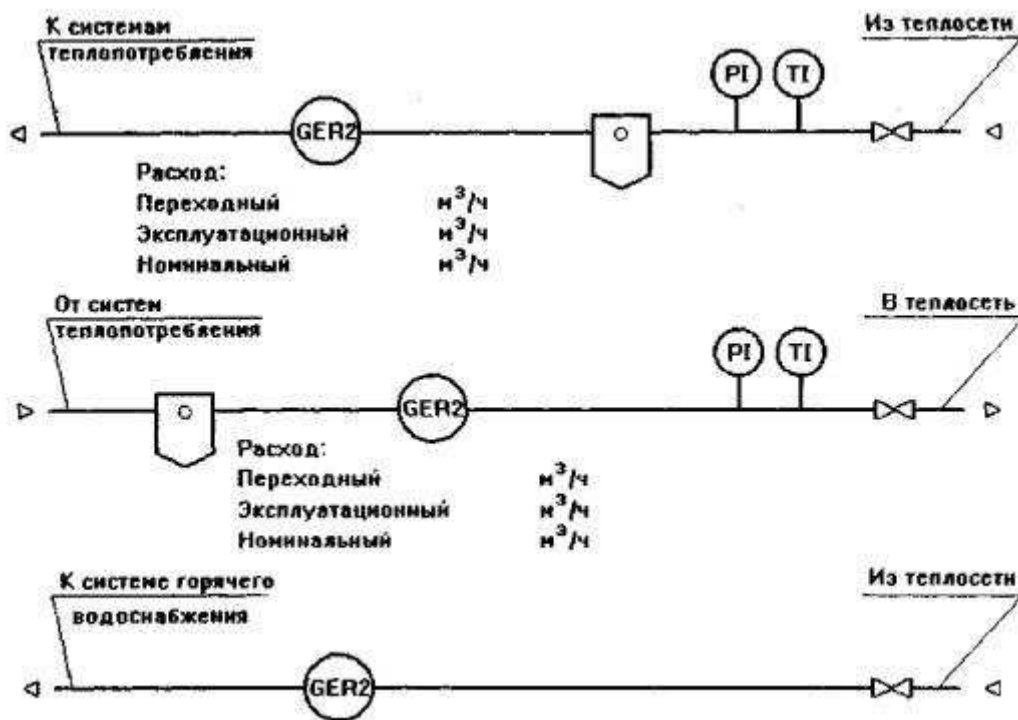 К системам
теплопотребления
Из теплосети
PI
TI
GER2
Расход:
Переходный м³/ч
Эксплуатационный м³/ч
Номинальный м³/ч
От систем
теплопотребления
В теплосеть
PI
TI
GER2
Расход:
Переходный м³/ч
Эксплуатационный м³/ч
Номинальный м³/ч
К системе горячего
водоснабжения
Из теплосети
GER2